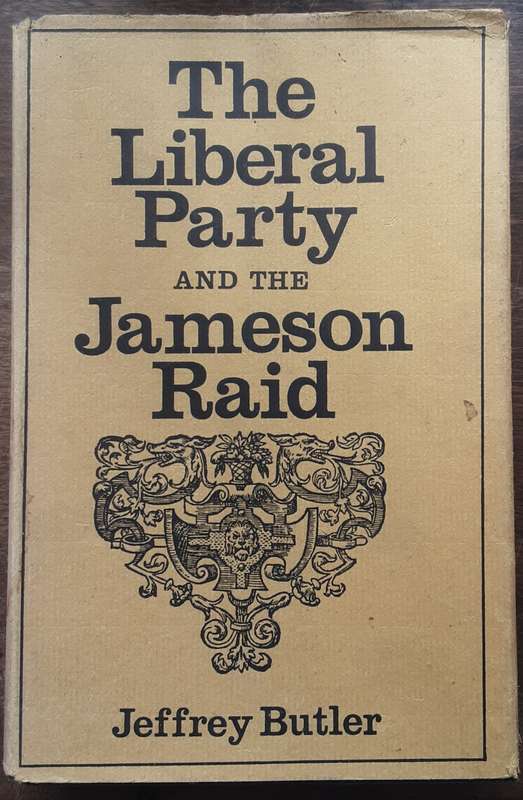 The
Liberal
Party
AND THE
Jameson
Raid
Jeffrey Butler